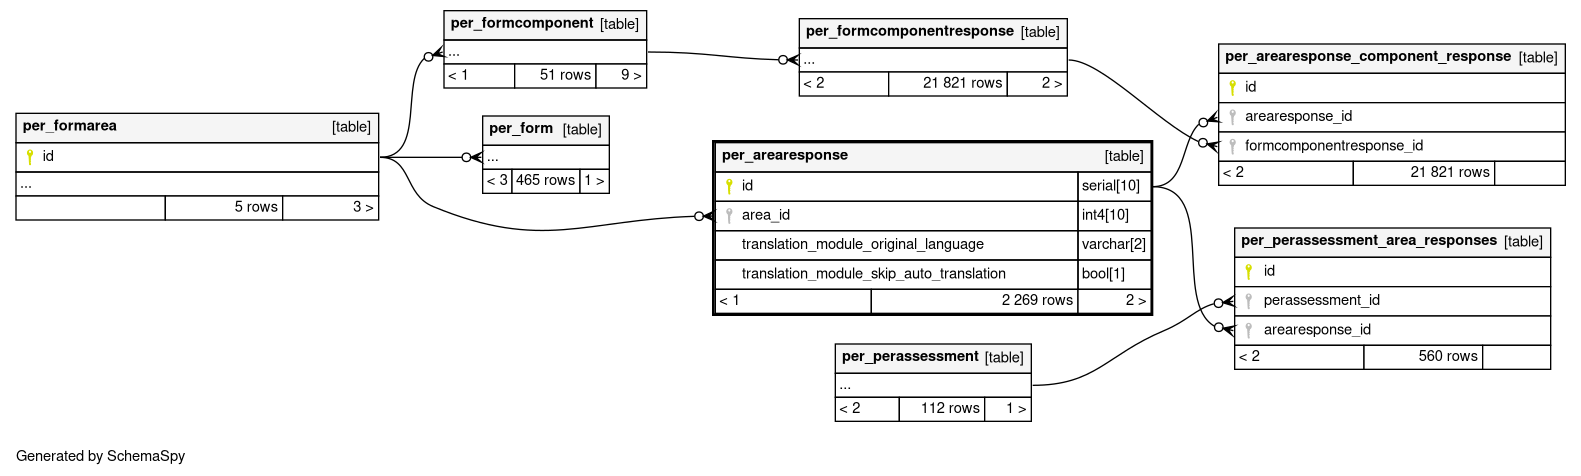 per_formcomponent [table]
...
< 1 51 rows 9 >
per_formcomponentresponse [table]
...
< 2 21 821 rows 2 >
per_arearesponse_component_response [table]
id
arearesponse_id
formcomponentresponse_id
< 2 21 821 rows
per_formarea [table]
id
...
5 rows 3 >
per_form [table]
...
< 3 465 rows 1 >
per_arearesponse [table]
id serial[10]
area_id int4[10]
translation_module_original_language varchar[2]
translation_module_skip_auto_translation bool[1]
< 1 2 269 rows 2 >
per_perassessment_area_responses [table]
id
perassessment_id
arearesponse_id
< 2 560 rows
per_perassessment [table]
...
< 2 112 rows 1 >
Generated by SchemaSpy